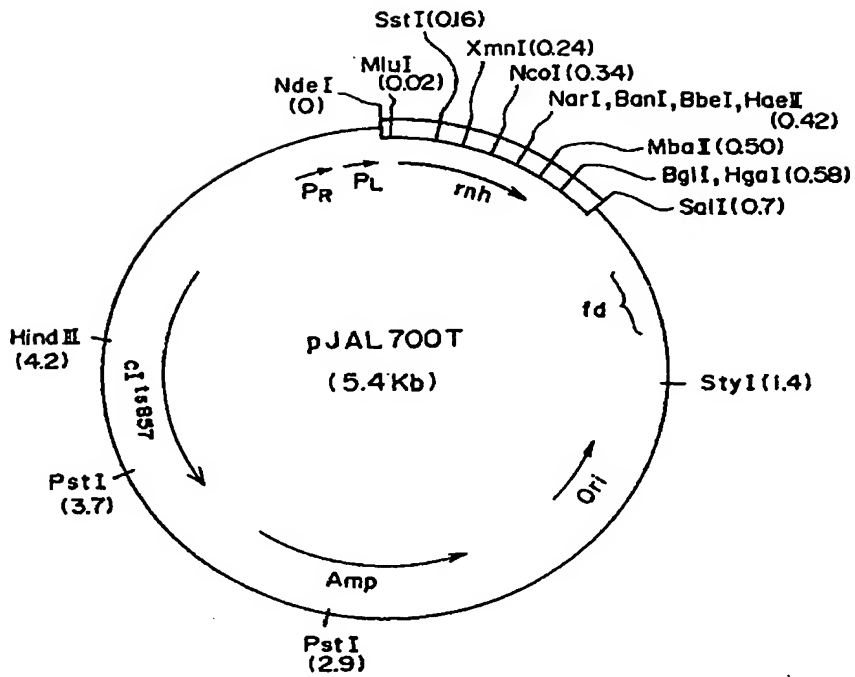 SstI(0.16)
XmnI(0.24)
MluI
(0.02)
NcoI(0.34)
NdeI
(0)
NarI, BanI, BbeI, HaeⅡ
(0.42)
MbaⅡ(0.50)
BglI, HgaI(0.58)
SalI(0.7)
PR
PL
rnh
fd
HindⅢ
(4.2)
cIts857
pJAL700T
(5.4Kb)
StyI(1.4)
PstI
(3.7)
Ori
Amp
PstI
(2.9)